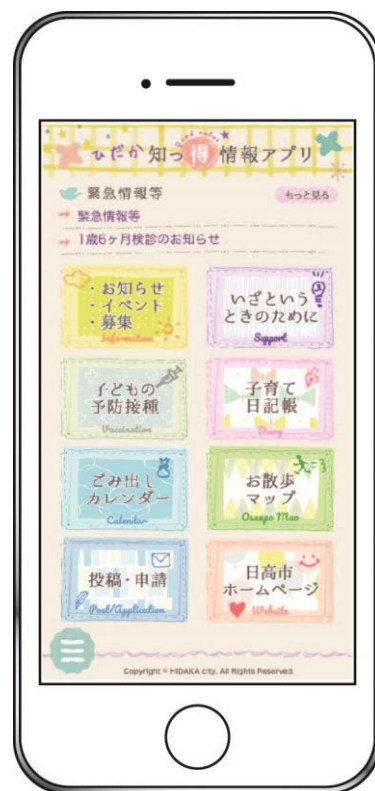 Good value
ひだか知っ得情報アプリ
緊急情報等
もっと見る
緊急情報等
1歳6ヶ月検診のお知らせ
・お知らせ
・イベント
・募集
Information
いざという
ときのために
Support
子どもの
予防接種
Vaccination
子育て
日記帳
Diary
ごみ出し
カレンダー
Calendar
お散歩
マップ
Osanpo Map
投稿・申請
Post/Application
日高市
ホームページ
Website
Copyright © HIDAKA city. All Rights Reserved.